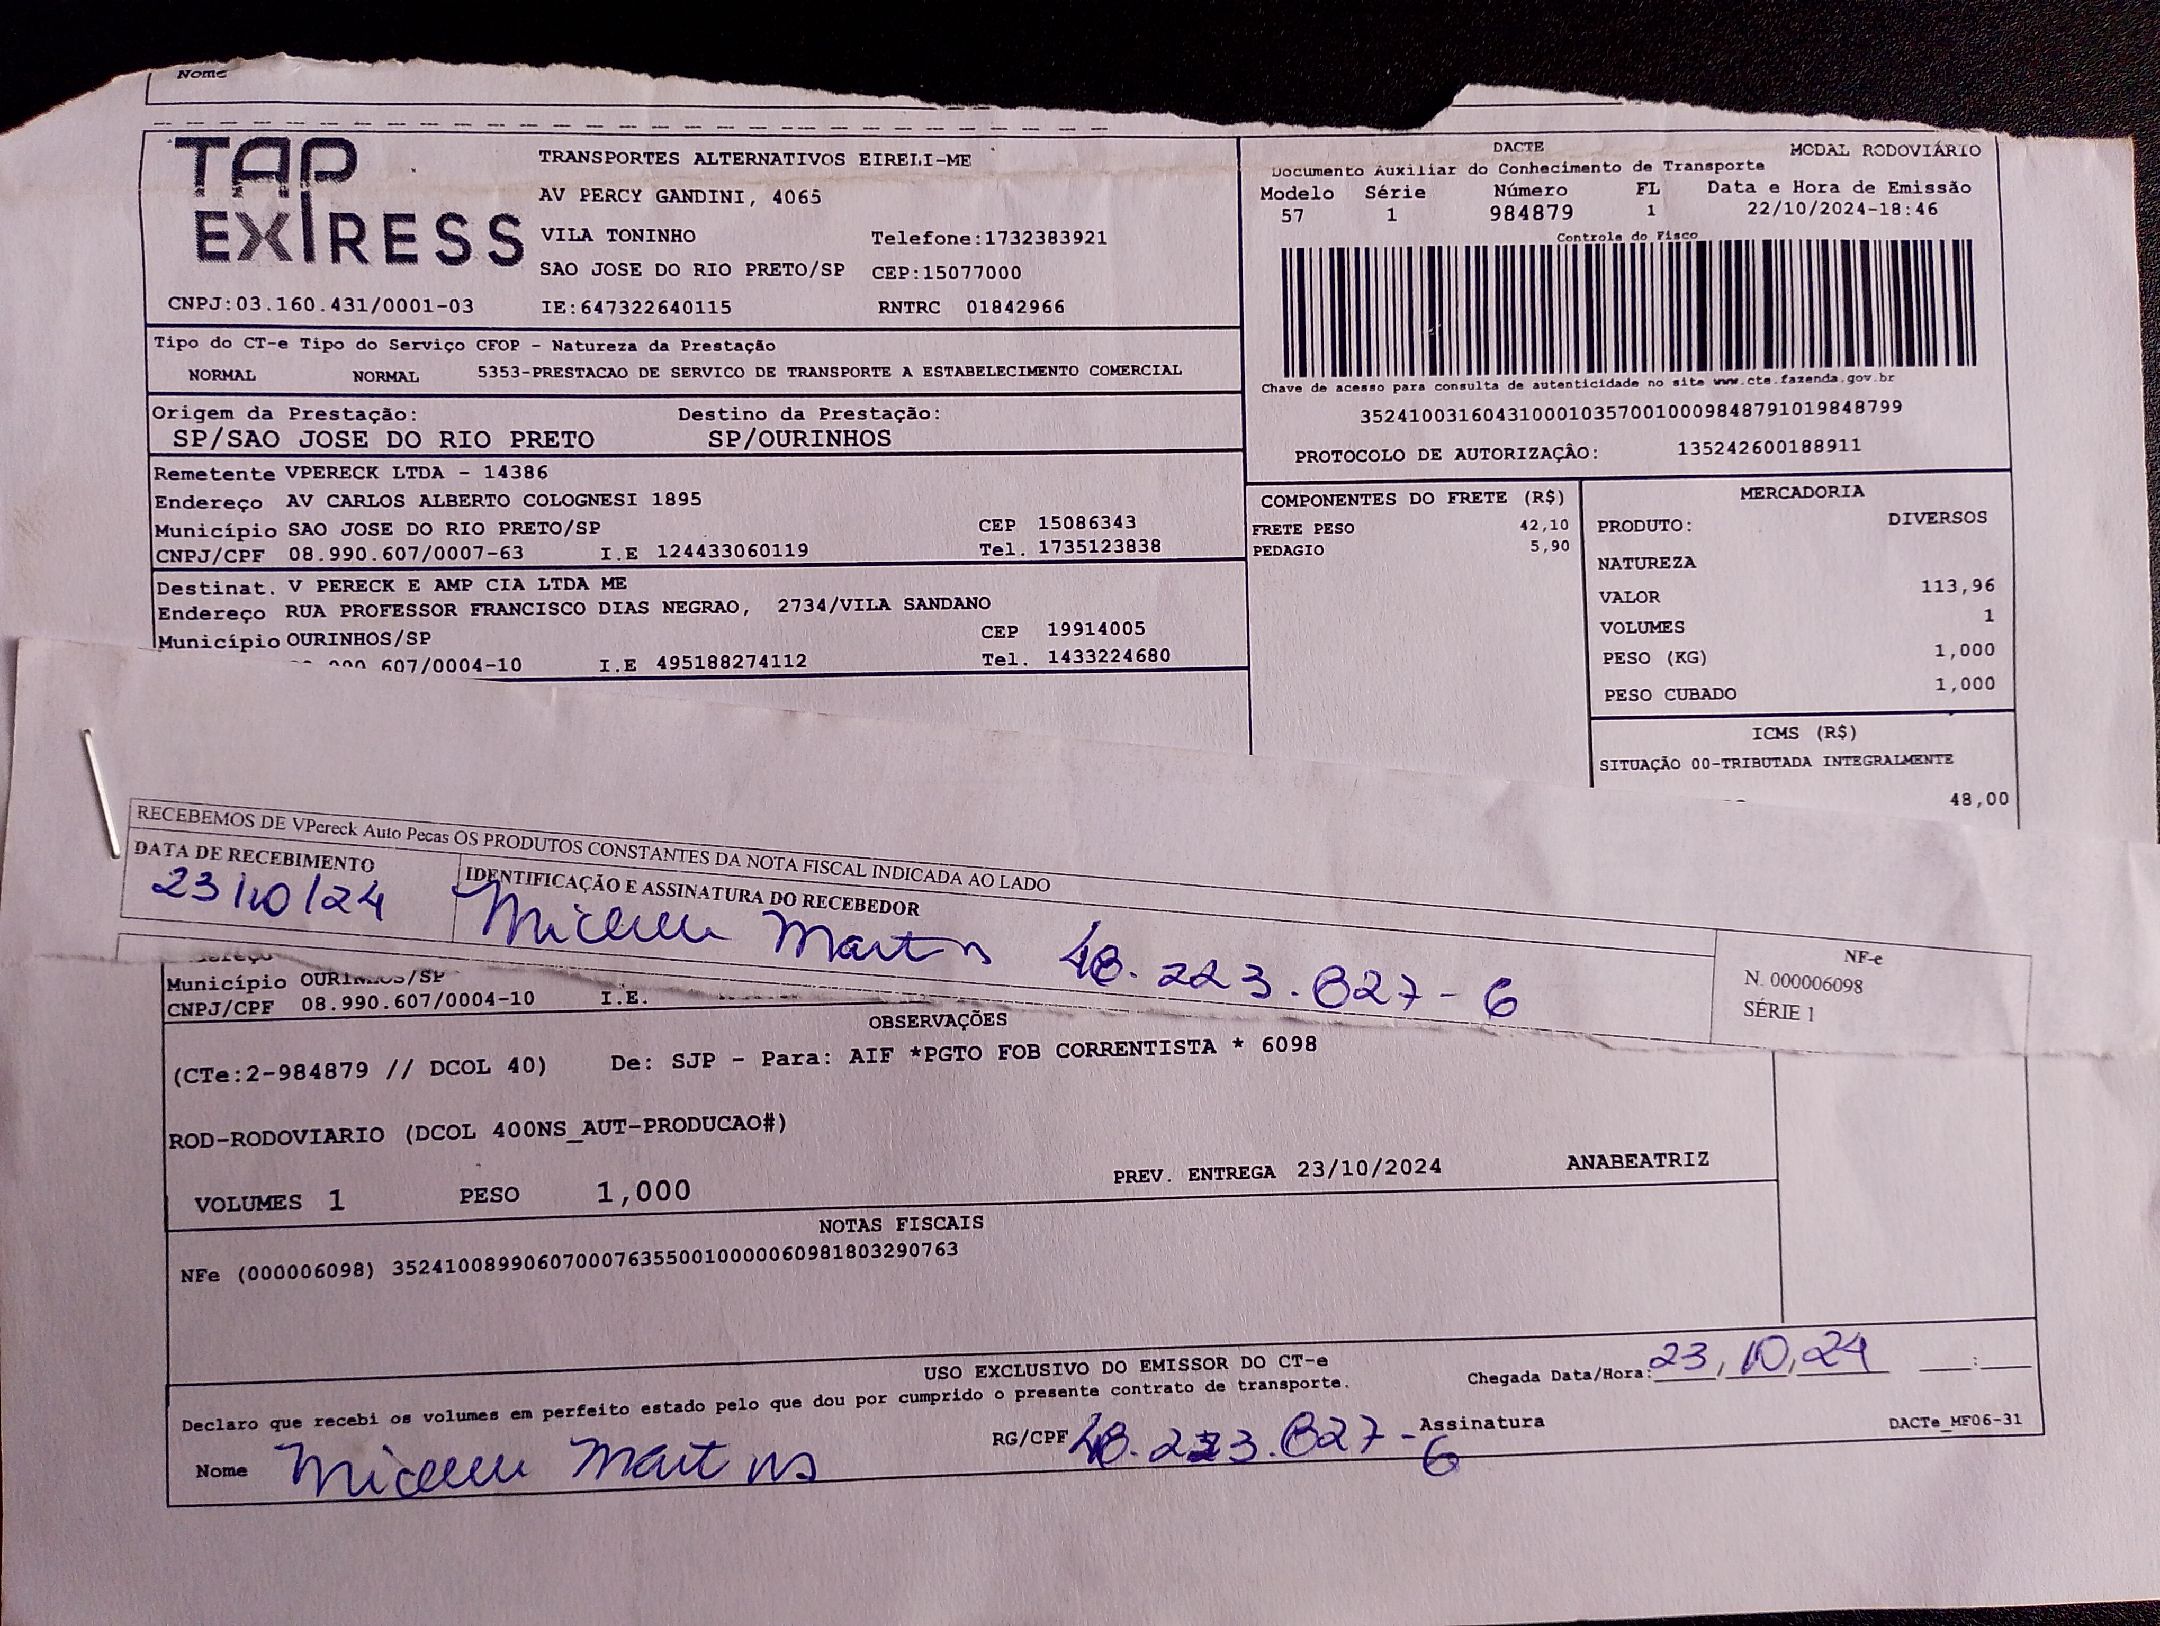 Nome
TAP
EXPRESS
TRANSPORTES ALTERNATIVOS EIRELI-ME
AV PERCY GANDINI, 4065
VILA TONINHO Telefone:1732383921
SAO JOSE DO RIO PRETO/SP CEP:15077000
CNPJ:03.160.431/0001-03 IE:647322640115 RNTRC 01842966
DACTE MODAL RODOVIÁRIO
Documento Auxiliar do Conhecimento de Transporte
Modelo Série Número FL Data e Hora de Emissão
57 1 984879 1 22/10/2024-18:46
Controle do Fisco
Chave de acesso para consulta de autenticidade no site www.cte.fazenda.gov.br
35241003160431000103570010009848791019848799
PROTOCOLO DE AUTORIZAÇÂO: 135242600188911
Tipo do CT-e Tipo do Serviço CFOP - Natureza da Prestação
NORMAL NORMAL 5353-PRESTACAO DE SERVICO DE TRANSPORTE A ESTABELECIMENTO COMERCIAL
Origem da Prestação: Destino da Prestação:
SP/SAO JOSE DO RIO PRETO SP/OURINHOS
Remetente VPERECK LTDA - 14386
Endereço AV CARLOS ALBERTO COLOGNESI 1895
Município SAO JOSE DO RIO PRETO/SP CEP 15086343
CNPJ/CPF 08.990.607/0007-63 I.E 124433060119 Tel. 1735123838
Destinat. V PERECK E AMP CIA LTDA ME
Endereço RUA PROFESSOR FRANCISCO DIAS NEGRAO, 2734/VILA SANDANO
Município OURINHOS/SP CEP 19914005
607/0004-10 I.E 495188274112 Tel. 1433224680
COMPONENTES DO FRETE (R$)
FRETE PESO 42,10
PEDAGIO 5,90
MERCADORIA
PRODUTO: DIVERSOS
NATUREZA
VALOR 113,96
VOLUMES 1
PESO (KG) 1,000
PESO CUBADO 1,000
ICMS (R$)
SITUAÇÃO 00-TRIBUTADA INTEGRALMENTE
48,00
RECEBEMOS DE VPereck Auto Pecas OS PRODUTOS CONSTANTES DA NOTA FISCAL INDICADA AO LADO
DATA DE RECEBIMENTO IDENTIFICAÇÃO E ASSINATURA DO RECEBEDOR
23/10/24 Martins 48.223.827-6
NF-e
N. 000006098
SÉRIE 1
Município OURINHOS/SP
CNPJ/CPF 08.990.607/0004-10 I.E.
OBSERVAÇÕES
(CTe:2-984879 // DCOL 40) De: SJP - Para: AIF *PGTO FOB CORRENTISTA * 6098
ROD-RODOVIARIO (DCOL 400NS_AUT-PRODUCAO#)
VOLUMES 1 PESO 1,000 PREV. ENTREGA 23/10/2024 ANABEATRIZ
NOTAS FISCAIS
NFe (000006098) 35241008990607000763550010000060981803290763
USO EXCLUSIVO DO EMISSOR DO CT-e
Declaro que recebi os volumes em perfeito estado pelo que dou por cumprido o presente contrato de transporte.
Chegada Data/Hora: 23,10,24 __:__
Nome Martins RG/CPF 48.223.827-6 Assinatura
DACTe_MF06-31